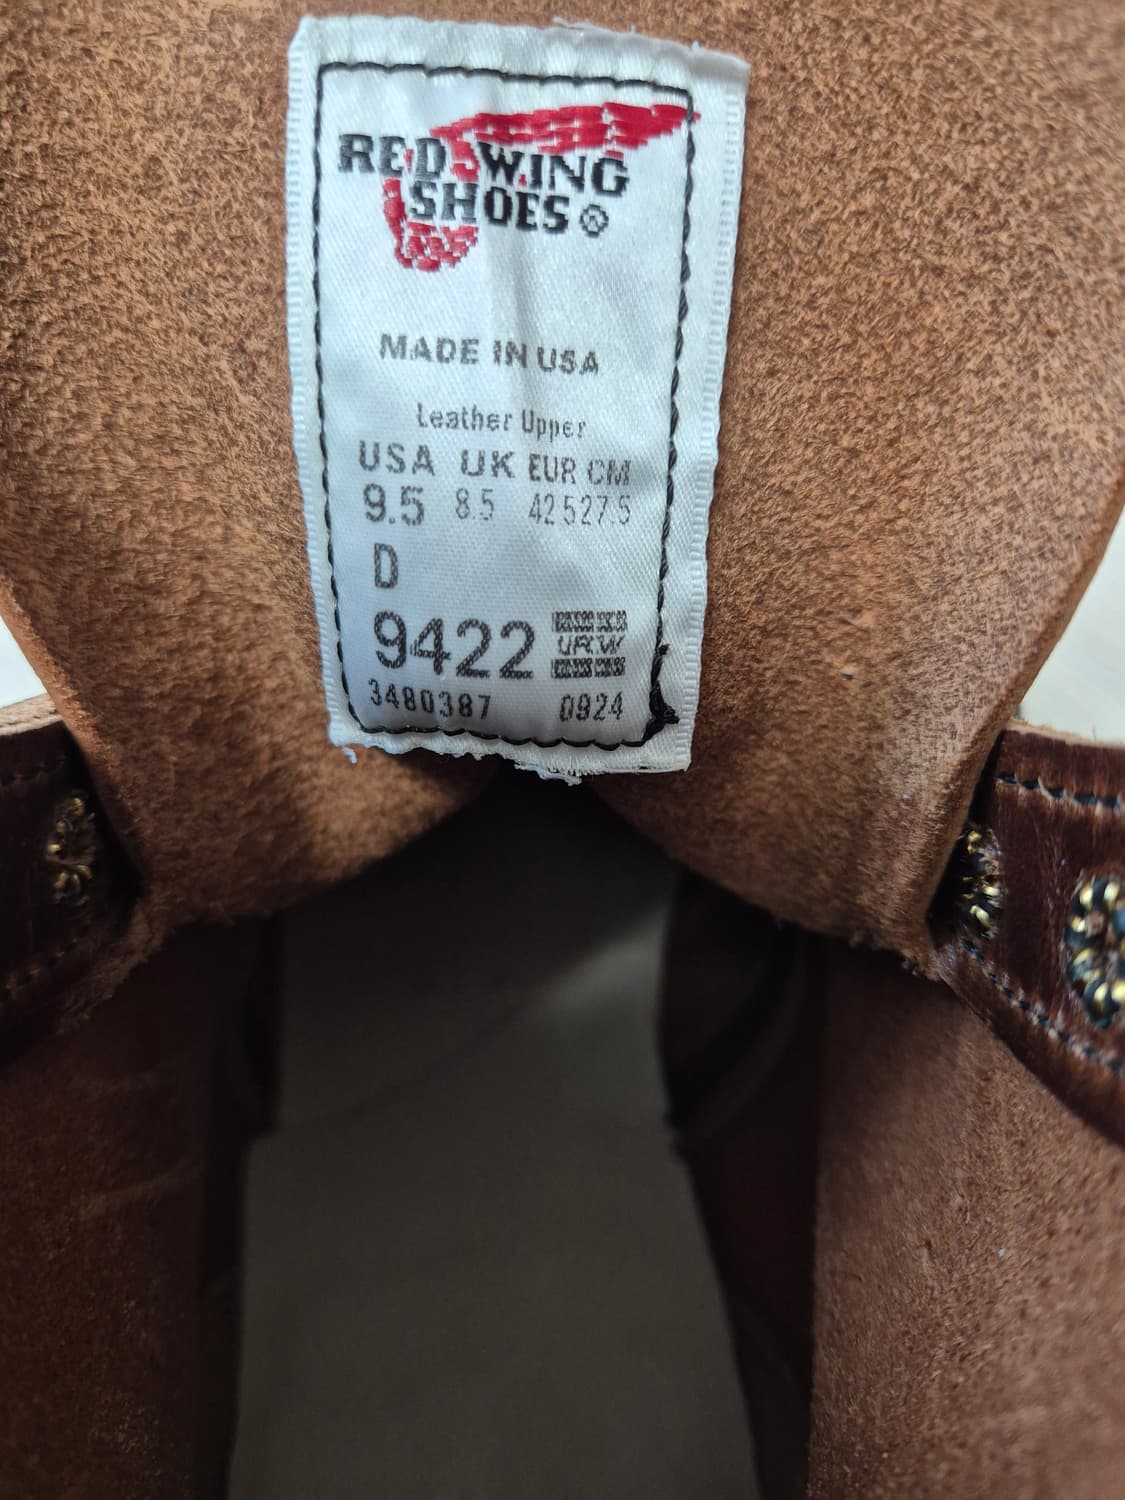 RED WING
SHOES ®
MADE IN USA
Leather Upper
USA UK EUR CM
9.5 8.5 42.5 27.5
D
9422
URW
3480387 0924